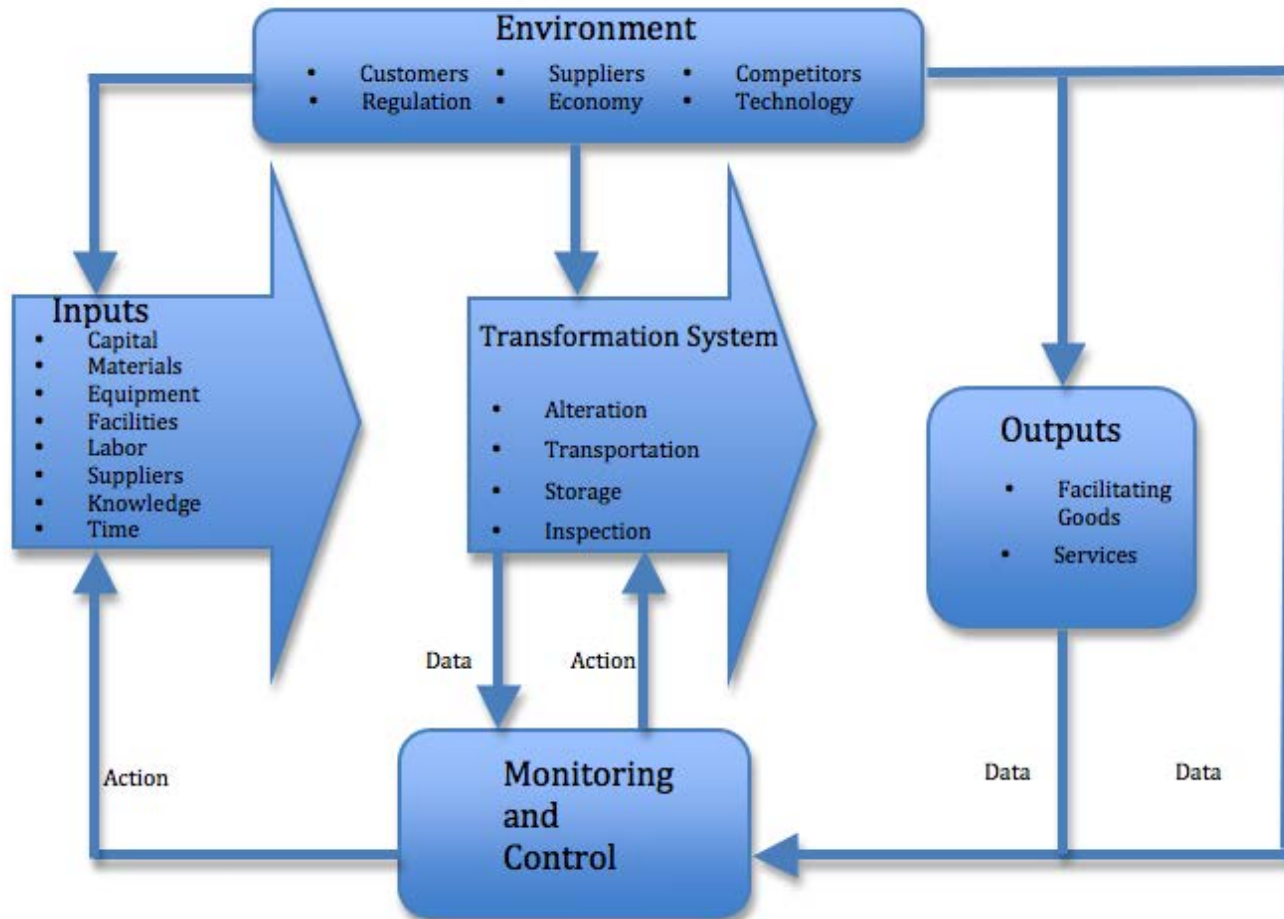 Environment
• Customers • Suppliers • Competitors
• Regulation • Economy • Technology
Inputs
• Capital
• Materials
• Equipment
• Facilities
• Labor
• Suppliers
• Knowledge
• Time
Transformation System
• Alteration
• Transportation
• Storage
• Inspection
Outputs
• Facilitating
Goods
• Services
Data
Action
Action
Monitoring
and
Control
Data
Data